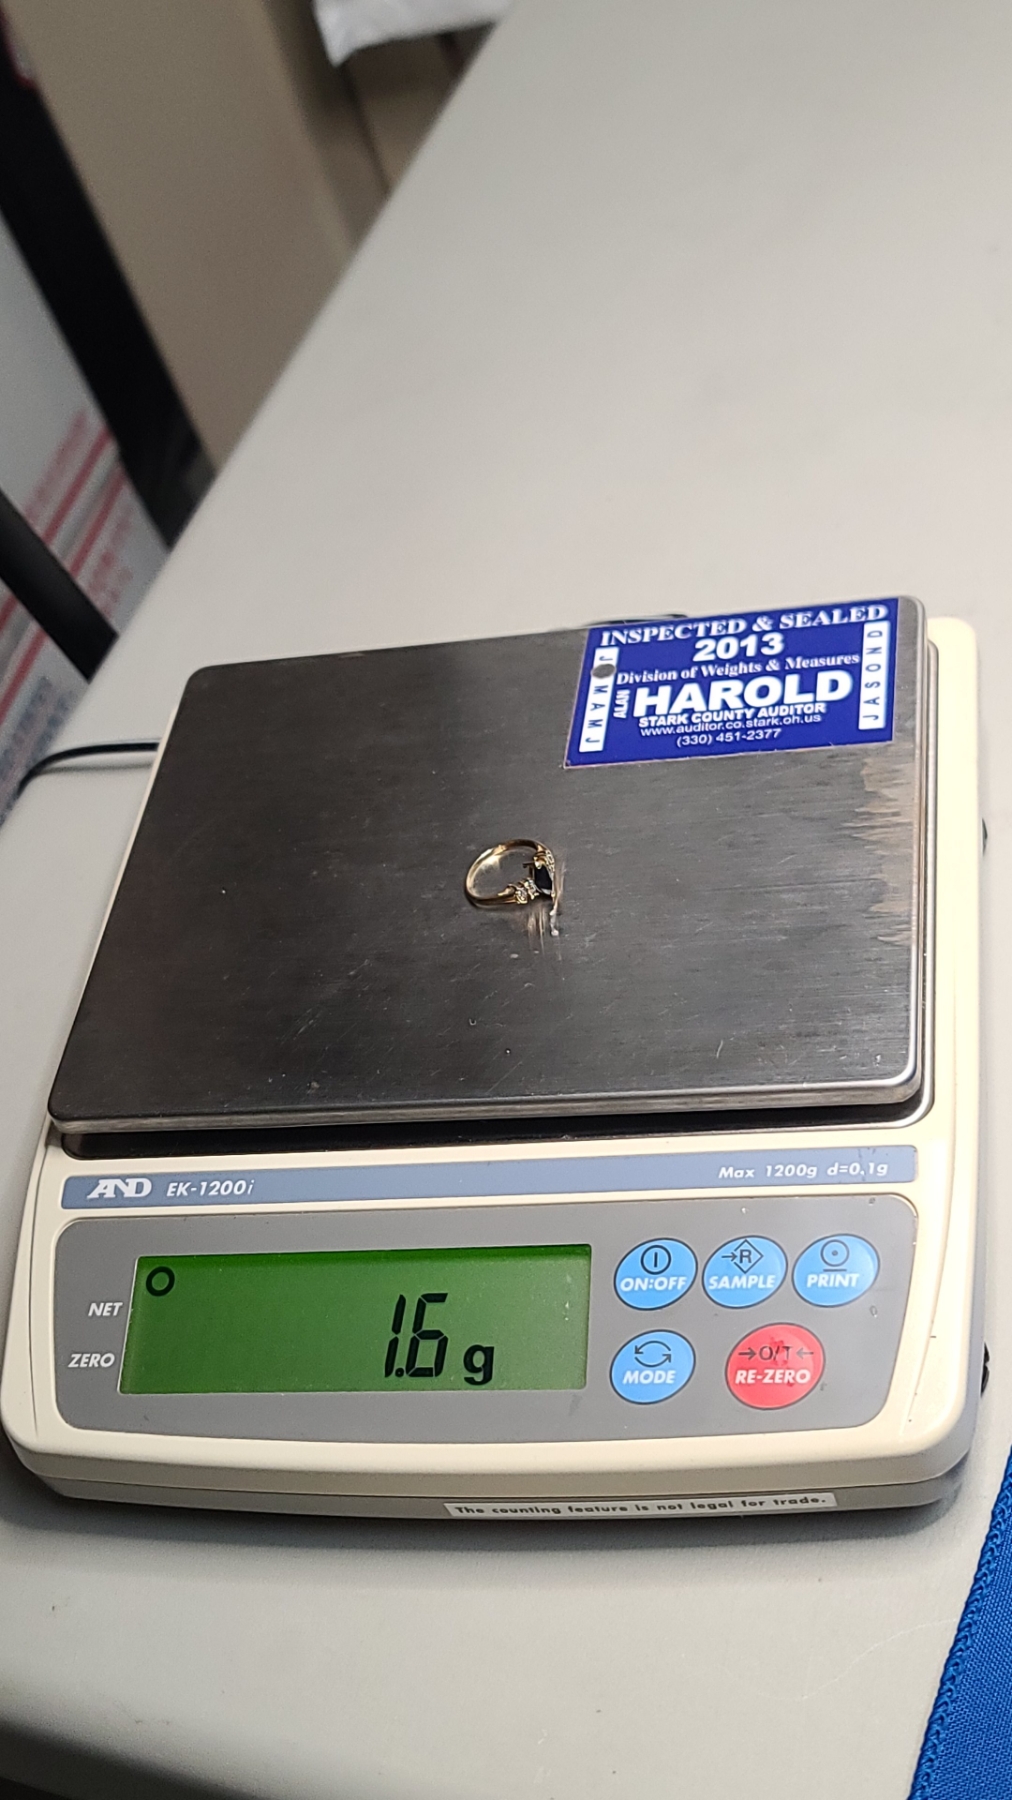 INSPECTED & SEALED
2013
Division of Weights & Measures
ALAN HAROLD
STARK COUNTY AUDITOR
www.auditor.co.stark.oh.us
(330) 451-2377
J M A M J
J A S O N D
AND EK-1200i
Max 1200g d=0.1g
NET
ZERO
1.6 g
ON:OFF
→R SAMPLE
PRINT
MODE
→O/T←
RE-ZERO
The counting feature is not legal for trade.